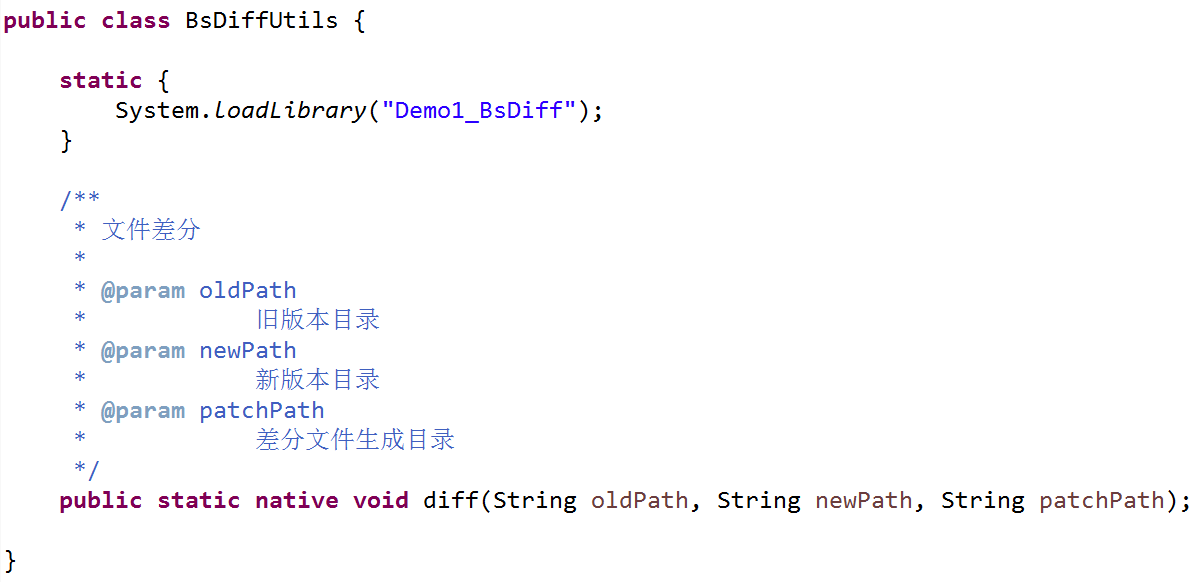 public class BsDiffUtils {
static {
System.loadLibrary("Demo1_BsDiff");
}
/**
* 文件差分
*
* @param oldPath
* 旧版本目录
* @param newPath
* 新版本目录
* @param patchPath
* 差分文件生成目录
*/
public static native void diff(String oldPath, String newPath, String patchPath);
}